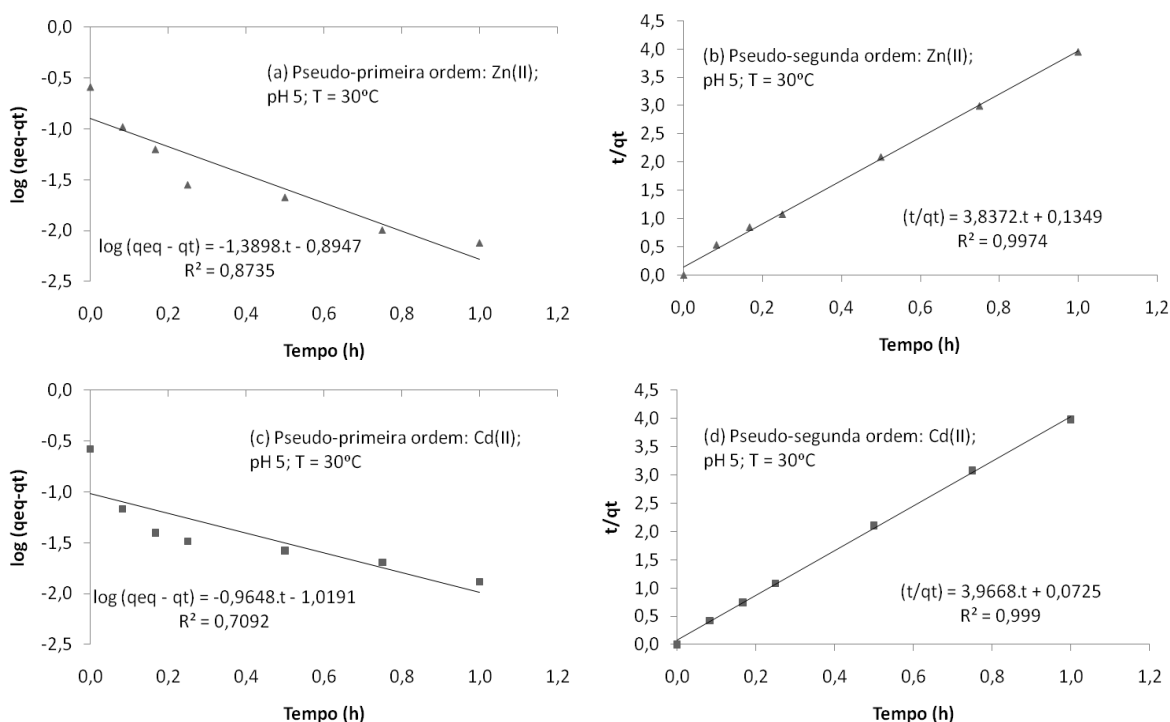 0,0
-0,5
-1,0
-1,5
-2,0
-2,5
log (qeq-qt)
(a) Pseudo-primeira ordem: Zn(II);
pH 5; T = 30ºC
log (qeq - qt) = -1,3898.t - 0,8947
R² = 0,8735
0,0 0,2 0,4 0,6 0,8 1,0 1,2
Tempo (h)
4,5
4,0
3,5
3,0
2,5
2,0
1,5
1,0
0,5
0,0
t/qt
(b) Pseudo-segunda ordem: Zn(II);
pH 5; T = 30ºC
(t/qt) = 3,8372.t + 0,1349
R² = 0,9974
0,0 0,2 0,4 0,6 0,8 1,0 1,2
Tempo (h)
0,0
-0,5
-1,0
-1,5
-2,0
-2,5
log (qeq-qt)
(c) Pseudo-primeira ordem: Cd(II);
pH 5; T = 30ºC
log (qeq - qt) = -0,9648.t - 1,0191
R² = 0,7092
0,0 0,2 0,4 0,6 0,8 1,0 1,2
Tempo (h)
4,5
4,0
3,5
3,0
2,5
2,0
1,5
1,0
0,5
0,0
t/qt
(d) Pseudo-segunda ordem: Cd(II);
pH 5; T = 30ºC
(t/qt) = 3,9668.t + 0,0725
R² = 0,999
0,0 0,2 0,4 0,6 0,8 1,0 1,2
Tempo (h)